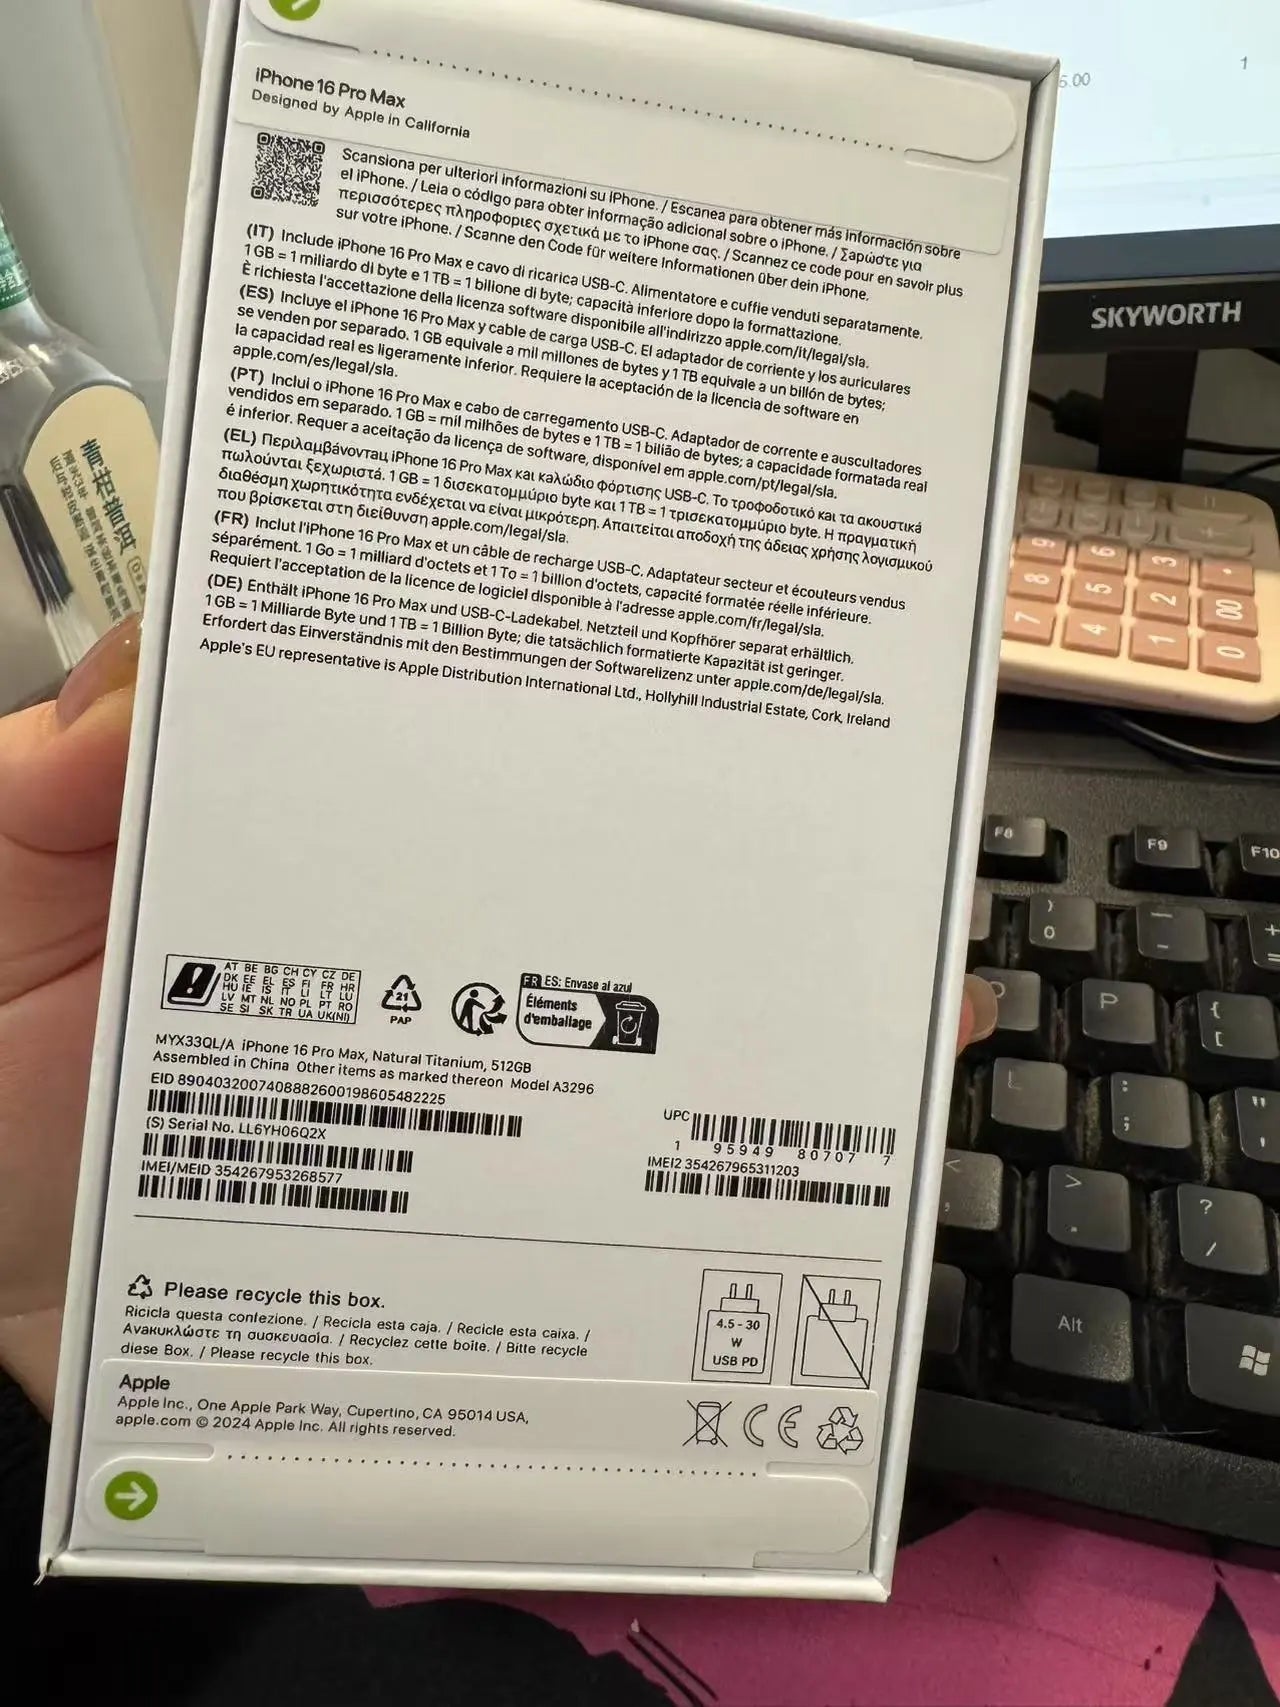 iPhone 16 Pro Max
Designed by Apple in California
Scansiona per ulteriori informazioni su iPhone. / Escanea para obtener más información sobre
el iPhone. / Leia o código para obter informação adicional sobre o iPhone. / Σαρώστε για
περισσότερες πληροφορίες σχετικά με το iPhone σας. / Scannez ce code pour en savoir plus
sur votre iPhone. / Scanne den Code für weitere Informationen über dein iPhone.
(IT) Include iPhone 16 Pro Max e cavo di ricarica USB-C. Alimentatore e cuffie venduti separatamente.
1 GB = 1 miliardo di byte e 1 TB = 1 bilione di byte; capacità inferiore dopo la formattazione.
È richiesta l'accettazione della licenza software disponibile all'indirizzo apple.com/it/legal/sla.
(ES) Incluye el iPhone 16 Pro Max y cable de carga USB-C. El adaptador de corriente y los auriculares
se venden por separado. 1 GB equivale a mil millones de bytes y 1 TB equivale a un billón de bytes;
la capacidad real es ligeramente inferior. Requiere la aceptación de la licencia de software en
apple.com/es/legal/sla.
(PT) Inclui o iPhone 16 Pro Max e cabo de carregamento USB-C. Adaptador de corrente e auscultadores
vendidos em separado. 1 GB = mil milhões de bytes e 1 TB = 1 bilião de bytes; a capacidade formatada real
é inferior. Requer a aceitação da licença de software, disponível em apple.com/pt/legal/sla.
(EL) Περιλαμβάνονται iPhone 16 Pro Max και καλώδιο φόρτισης USB-C. Το τροφοδοτικό και τα ακουστικά
πωλούνται ξεχωριστά. 1 GB = 1 δισεκατομμύριο byte και 1 TB = 1 τρισεκατομμύριο byte. Η πραγματική
διαθέσιμη χωρητικότητα ενδέχεται να είναι μικρότερη. Απαιτείται αποδοχή της άδειας χρήσης λογισμικού
που βρίσκεται στη διεύθυνση apple.com/legal/sla.
(FR) Inclut l'iPhone 16 Pro Max et un câble de recharge USB-C. Adaptateur secteur et écouteurs vendus
séparément. 1 Go = 1 milliard d'octets et 1 To = 1 billion d'octets, capacité formatée réelle inférieure.
Requiert l'acceptation de la licence de logiciel disponible à l'adresse apple.com/fr/legal/sla.
(DE) Enthält iPhone 16 Pro Max und USB-C-Ladekabel. Netzteil und Kopfhörer separat erhältlich.
1 GB = 1 Milliarde Byte und 1 TB = 1 Billion Byte; die tatsächlich formatierte Kapazität ist geringer.
Erfordert das Einverständnis mit den Bestimmungen der Softwarelizenz unter apple.com/de/legal/sla.
Apple's EU representative is Apple Distribution International Ltd., Hollyhill Industrial Estate, Cork, Ireland
AT BE BG CH CY CZ DE
DK EE EL ES FI FR HR
HU IE IS IT LI LT LU
LV MT NL NO PL PT RO
SE SI SK TR UA UK(NI)
21
PAP
FR ES: Envase al azul
Éléments
d'emballage
MYX33QL/A iPhone 16 Pro Max, Natural Titanium, 512GB
Assembled in China Other items as marked thereon Model A3296
EID 89040320074088826001986054​82225
(S) Serial No. LL6YH06Q2X
IMEI/MEID 354267953268577
UPC
1 95949 80707 7
IMEI2 354267965311203
Please recycle this box.
Ricicla questa confezione. / Recicla esta caja. / Recicle esta caixa. /
Ανακυκλώστε τη συσκευασία. / Recyclez cette boîte. / Bitte recycle
diese Box. / Please recycle this box.
4.5 - 30
W
USB PD
Apple
Apple Inc., One Apple Park Way, Cupertino, CA 95014 USA,
apple.com © 2024 Apple Inc. All rights reserved.
CE
5.00
1
SKYWORTH
9 6 3 .
8 5 2 00
7 4 1 0
F8 F9 F10
)
0
-
+
=
P
{
[
L
:
;
"
'
<
,
>
.
?
/
Alt